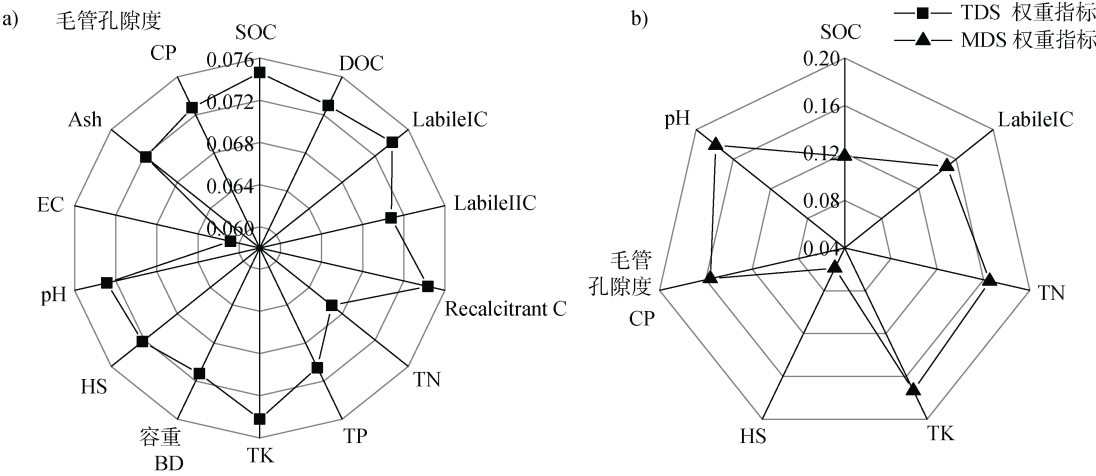 a)
毛管孔隙度
CP
SOC
DOC
LabileIC
LabileIIC
Recalcitrant C
TN
TP
TK
容重
BD
HS
pH
EC
Ash
0.076
0.072
0.068
0.064
0.060
b)
TDS 权重指标
MDS 权重指标
SOC
LabileIC
TN
TK
HS
毛管
孔隙度
CP
pH
0.20
0.16
0.12
0.08
0.04